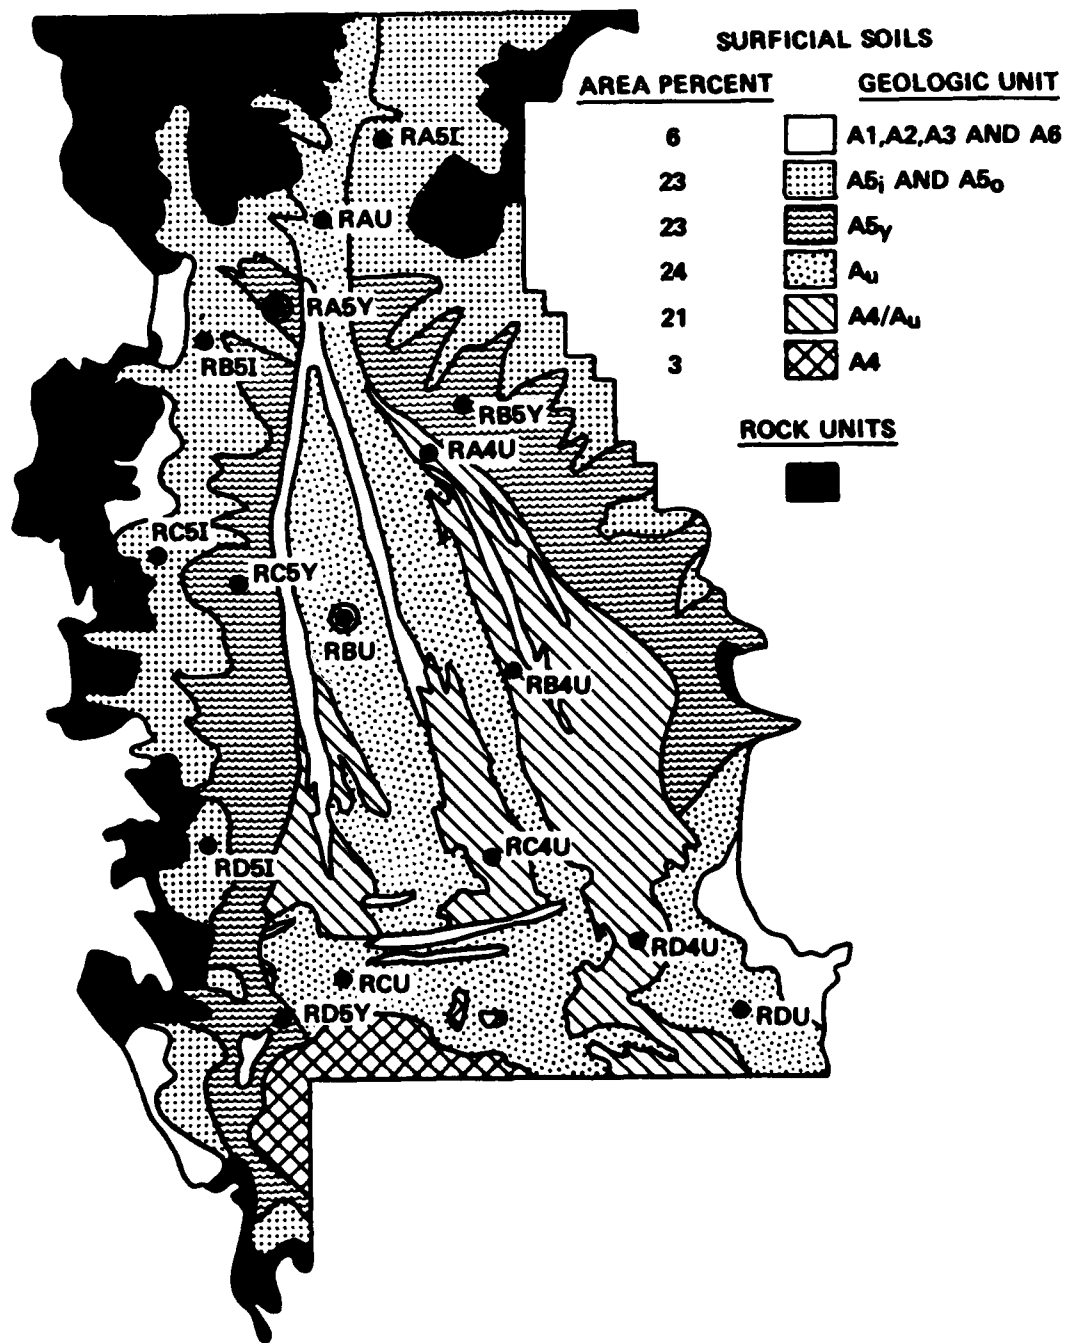 SURFICIAL SOILS
AREA PERCENT GEOLOGIC UNIT
6 A1,A2,A3 AND A6
23 A5i AND A5o
23 A5y
24 Au
21 A4/Au
3 A4
ROCK UNITS
RA5I
RAU
RA5Y
RB5I
RB5Y
RA4U
RC5I
RC5Y
RBU
RB4U
RC4U
RD5I
RD4U
RCU
RDU
RD5Y